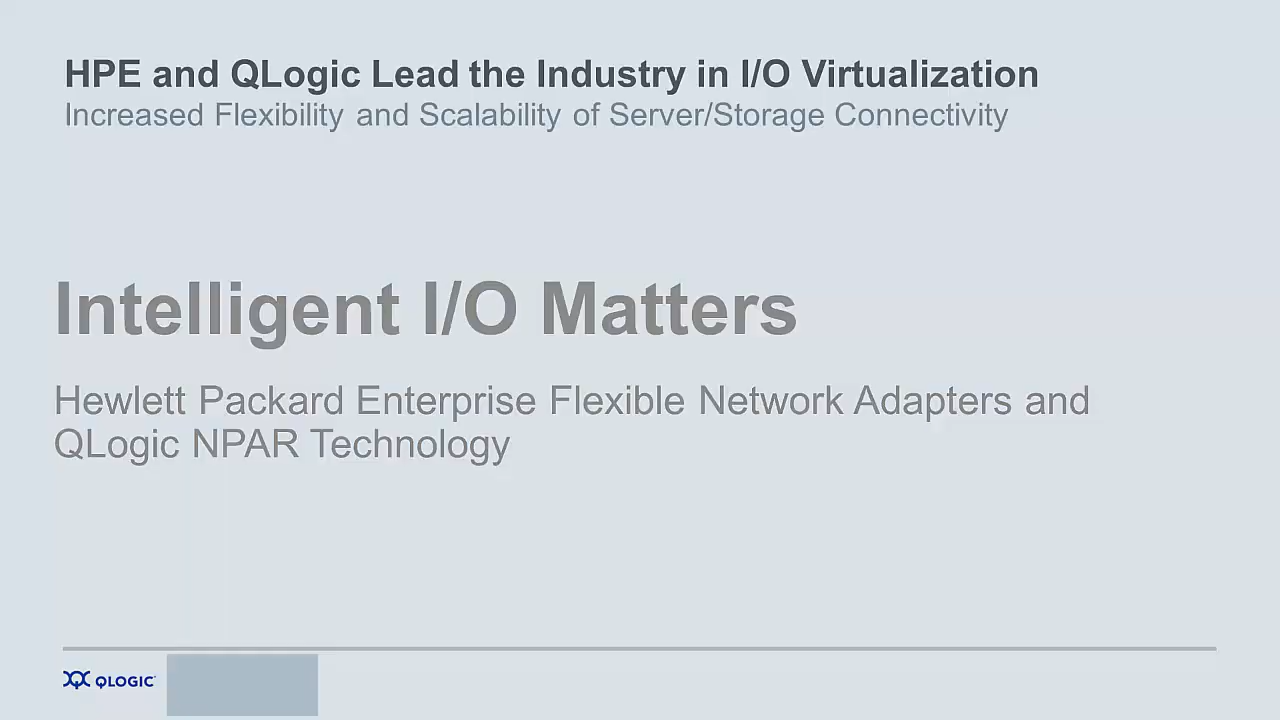 HPE and QLogic Lead the Industry in I/O Virtualization
Increased Flexibility and Scalability of Server/Storage Connectivity
Intelligent I/O Matters
Hewlett Packard Enterprise Flexible Network Adapters and
QLogic NPAR Technology
QLOGIC